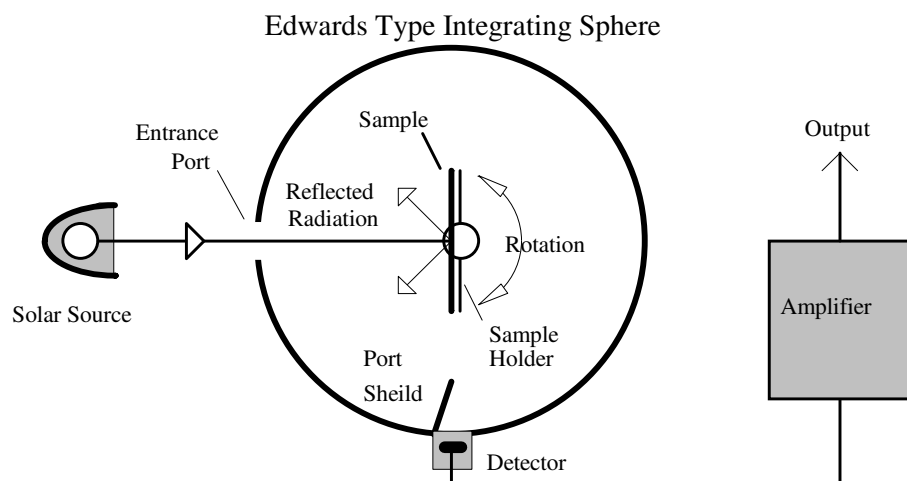 Edwards Type Integrating Sphere
Sample
Entrance
Port
Output
Reflected
Radiation
Rotation
Solar Source
Amplifier
Sample
Holder
Port
Sheild
Detector